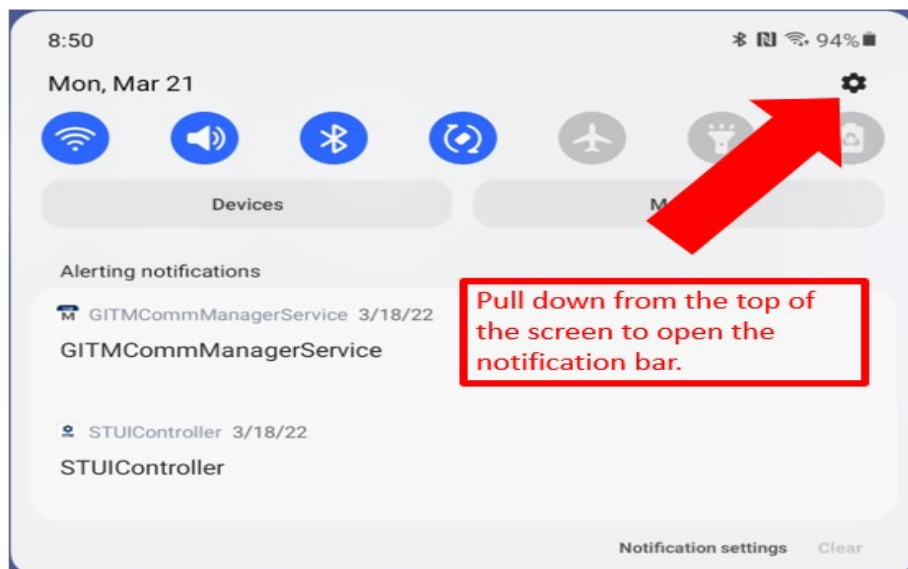 8:50 94%
Mon, Mar 21
Devices
Alerting notifications
GITMCommManagerService 3/18/22
GITMCommManagerService
Pull down from the top of
the screen to open the
notification bar.
STUIController 3/18/22
STUIController
Notification settings Clear